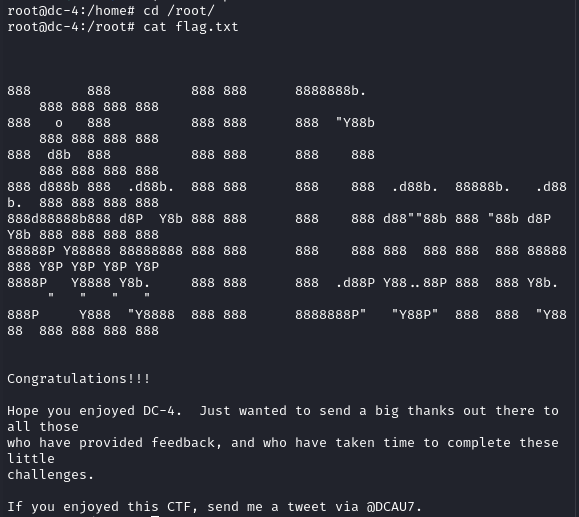 root@dc-4:/home# cd /root/
root@dc-4:/root# cat flag.txt
888       888          888 888      8888888b.
    888 888 888 888
888   o   888          888 888      888  "Y88b
    888 888 888 888
888  d8b  888          888 888      888    888
    888 888 888 888
888 d888b 888  .d88b.  888 888      888    888  .d88b.  88888b.   .d88
b.  888 888 888 888
888d88888b888 d8P  Y8b 888 888      888    888 d88""88b 888 "88b d8P
Y8b 888 888 888 888
88888P Y88888 88888888 888 888      888    888 888  888 888  888 88888
888 Y8P Y8P Y8P Y8P
8888P   Y8888 Y8b.     888 888      888  .d88P Y88..88P 888  888 Y8b.
     "   "   "   "
888P     Y888  "Y8888  888 888      8888888P"   "Y88P"  888  888  "Y88
88  888 888 888 888
Congratulations!!!
Hope you enjoyed DC-4.  Just wanted to send a big thanks out there to
all those
who have provided feedback, and who have taken time to complete these
little
challenges.
If you enjoyed this CTF, send me a tweet via @DCAU7.